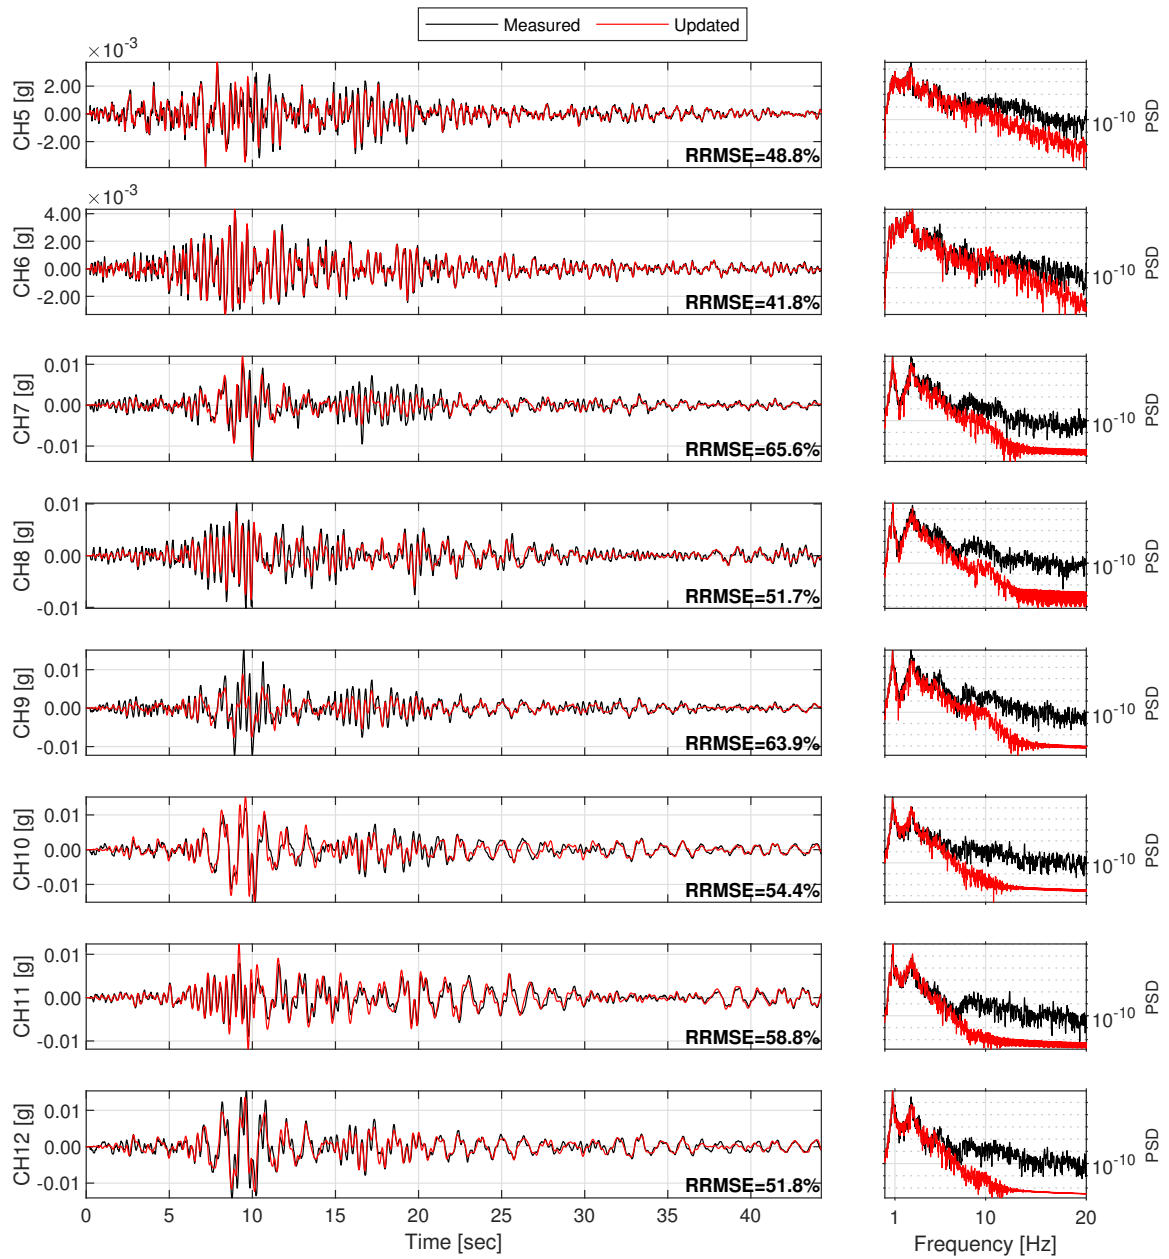 Measured Updated
×10⁻³
CH5 [g]
2.00
0.00
-2.00
RRMSE=48.8%
10⁻¹⁰
PSD
×10⁻³
CH6 [g]
4.00
2.00
0.00
-2.00
RRMSE=41.8%
10⁻¹⁰
PSD
CH7 [g]
0.01
0.00
-0.01
RRMSE=65.6%
10⁻¹⁰
PSD
CH8 [g]
0.01
0.00
-0.01
RRMSE=51.7%
10⁻¹⁰
PSD
CH9 [g]
0.01
0.00
-0.01
RRMSE=63.9%
10⁻¹⁰
PSD
CH10 [g]
0.01
0.00
-0.01
RRMSE=54.4%
10⁻¹⁰
PSD
CH11 [g]
0.01
0.00
-0.01
RRMSE=58.8%
10⁻¹⁰
PSD
CH12 [g]
0.01
0.00
-0.01
RRMSE=51.8%
10⁻¹⁰
PSD
0 5 10 15 20 25 30 35 40
Time [sec]
1 10 20
Frequency [Hz]